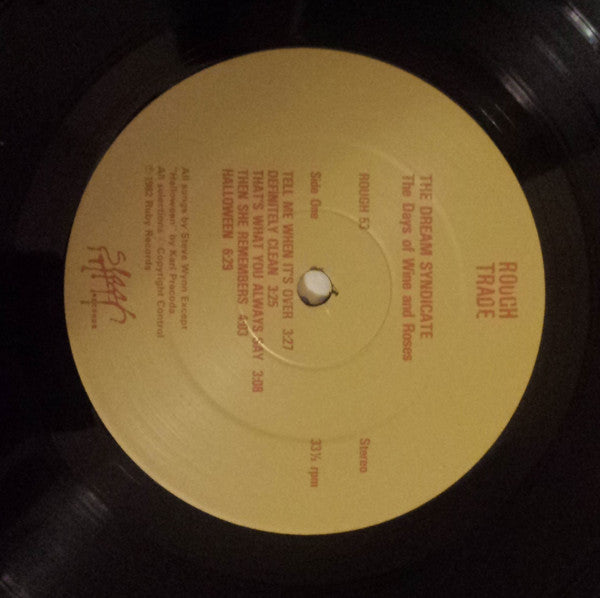 ROUGH
TRADE
THE DREAM SYNDICATE
The Days of Wine and Roses
ROUGH 53
Stereo
Side One
33⅓ rpm
TELL ME WHEN IT'S OVER 3:27
DEFINITELY CLEAN 3:25
THAT'S WHAT YOU ALWAYS SAY 3:08
THEN SHE REMEMBERS 4:03
HALLOWEEN 6:29
All songs by Steve Wynn Except
"Halloween" by Karl Precoda.
All selections : Copyright Control
© 1982 Ruby Records
Slash
RECORDS